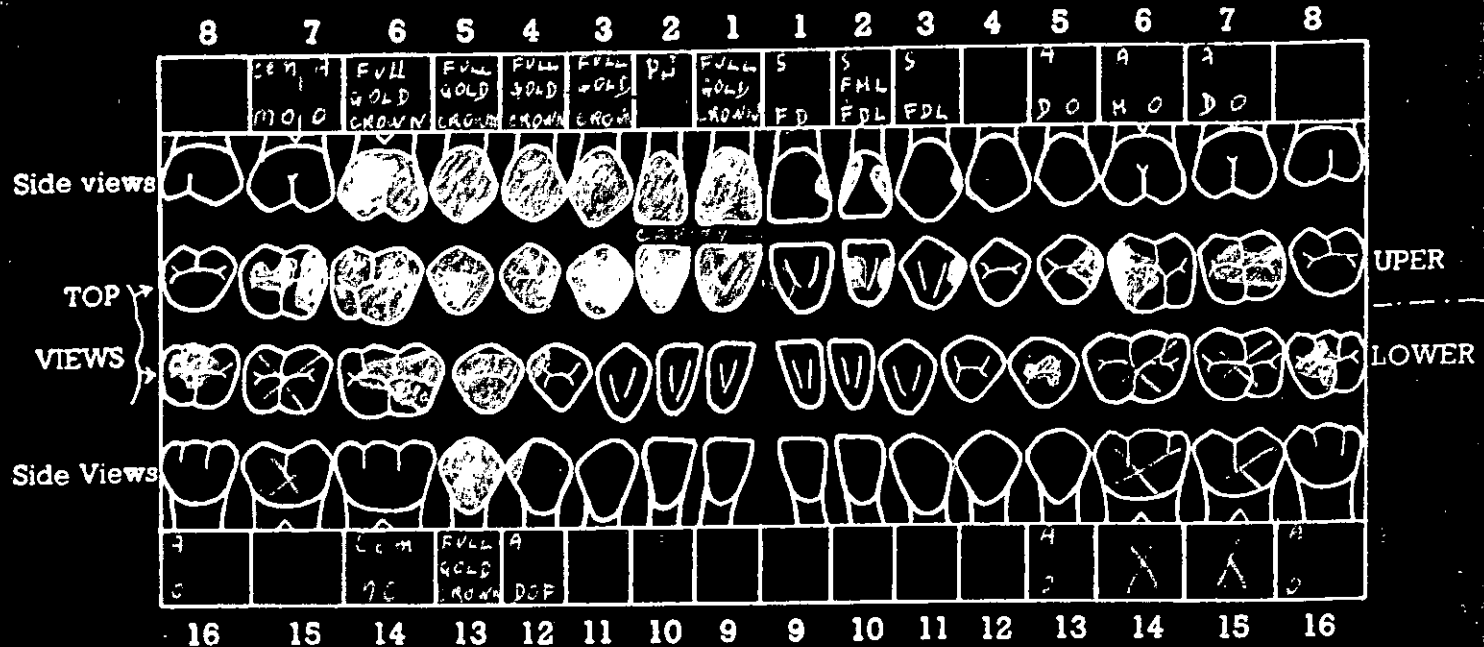 8 7 6 5 4 3 2 1 1 2 3 4 5 6 7 8
MO, O
FULL GOLD CROWN
FULL GOLD CROWN
FULL GOLD CROWN
FULL GOLD CROWN
FULL GOLD CROWN
S FD
S FML FDL
S FDL
A DO
A MO
A DO
Side views
CAVITY
TOP
UPER
VIEWS
LOWER
Side Views
A O
FULL GOLD CROWN
A DOF
A O
X
X
A O
16 15 14 13 12 11 10 9 9 10 11 12 13 14 15 16